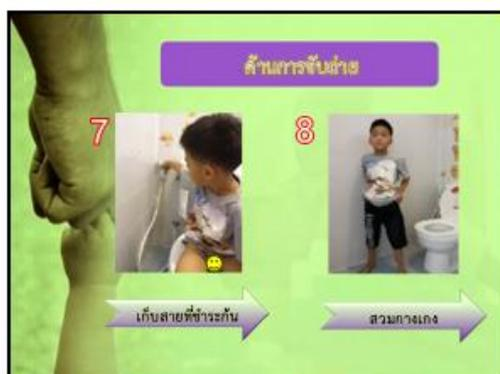 ด้านการขับถ่าย
7
8
เก็บสายที่ชำระก้น
สวมกางเกง